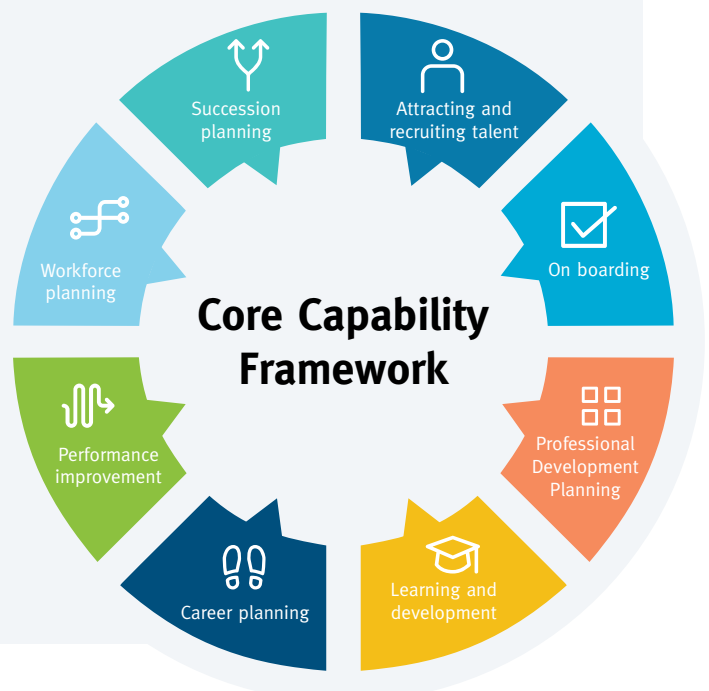 Core Capability
Framework
Attracting and
recruiting talent
On boarding
Professional
Development
Planning
Learning and
development
Career planning
Performance
improvement
Workforce
planning
Succession
planning